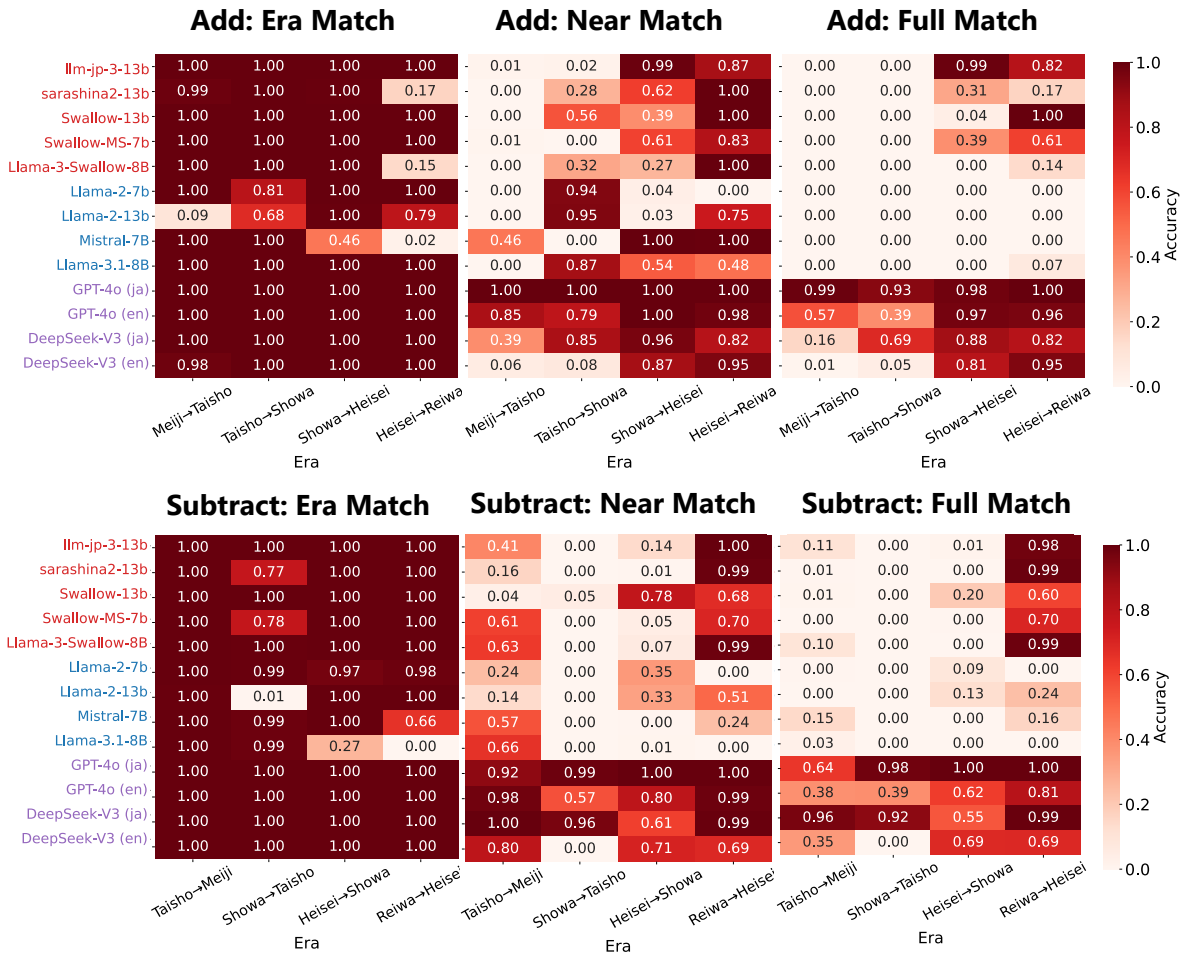 Add: Era Match Add: Near Match Add: Full Match
llm-jp-3-13b 1.00 1.00 1.00 1.00 0.01 0.02 0.99 0.87 0.00 0.00 0.99 0.82
sarashina2-13b 0.99 1.00 1.00 0.17 0.00 0.28 0.62 1.00 0.00 0.00 0.31 0.17
Swallow-13b 1.00 1.00 1.00 1.00 0.00 0.56 0.39 1.00 0.00 0.00 0.04 1.00
Swallow-MS-7b 1.00 1.00 1.00 1.00 0.01 0.00 0.61 0.83 0.00 0.00 0.39 0.61
Llama-3-Swallow-8B 1.00 1.00 1.00 0.15 0.00 0.32 0.27 1.00 0.00 0.00 0.00 0.14
Llama-2-7b 1.00 0.81 1.00 1.00 0.00 0.94 0.04 0.00 0.00 0.00 0.00 0.00
Llama-2-13b 0.09 0.68 1.00 0.79 0.00 0.95 0.03 0.75 0.00 0.00 0.00 0.00
Mistral-7B 1.00 1.00 0.46 0.02 0.46 0.00 1.00 1.00 0.00 0.00 0.00 0.00
Llama-3.1-8B 1.00 1.00 1.00 1.00 0.00 0.87 0.54 0.48 0.00 0.00 0.00 0.07
GPT-4o (ja) 1.00 1.00 1.00 1.00 1.00 1.00 1.00 1.00 0.99 0.93 0.98 1.00
GPT-4o (en) 1.00 1.00 1.00 1.00 0.85 0.79 1.00 0.98 0.57 0.39 0.97 0.96
DeepSeek-V3 (ja) 1.00 1.00 1.00 1.00 0.39 0.85 0.96 0.82 0.16 0.69 0.88 0.82
DeepSeek-V3 (en) 0.98 1.00 1.00 1.00 0.06 0.08 0.87 0.95 0.01 0.05 0.81 0.95
Meiji→Taisho Taisho→Showa Showa→Heisei Heisei→Reiwa Meiji→Taisho Taisho→Showa Showa→Heisei Heisei→Reiwa Meiji→Taisho Taisho→Showa Showa→Heisei Heisei→Reiwa
Era Era Era
1.0
0.8
0.6
0.4
0.2
0.0
Accuracy
Subtract: Era Match Subtract: Near Match Subtract: Full Match
llm-jp-3-13b 1.00 1.00 1.00 1.00 0.41 0.00 0.14 1.00 0.11 0.00 0.01 0.98
sarashina2-13b 1.00 0.77 1.00 1.00 0.16 0.00 0.01 0.99 0.01 0.00 0.00 0.99
Swallow-13b 1.00 1.00 1.00 1.00 0.04 0.05 0.78 0.68 0.01 0.00 0.20 0.60
Swallow-MS-7b 1.00 0.78 1.00 1.00 0.61 0.00 0.05 0.70 0.00 0.00 0.00 0.70
Llama-3-Swallow-8B 1.00 1.00 1.00 1.00 0.63 0.00 0.07 0.99 0.10 0.00 0.00 0.99
Llama-2-7b 1.00 0.99 0.97 0.98 0.24 0.00 0.35 0.00 0.00 0.00 0.09 0.00
Llama-2-13b 1.00 0.01 1.00 1.00 0.14 0.00 0.33 0.51 0.00 0.00 0.13 0.24
Mistral-7B 1.00 0.99 1.00 0.66 0.57 0.00 0.00 0.24 0.15 0.00 0.00 0.16
Llama-3.1-8B 1.00 0.99 0.27 0.00 0.66 0.00 0.01 0.00 0.03 0.00 0.00 0.00
GPT-4o (ja) 1.00 1.00 1.00 1.00 0.92 0.99 1.00 1.00 0.64 0.98 1.00 1.00
GPT-4o (en) 1.00 1.00 1.00 1.00 0.98 0.57 0.80 0.99 0.38 0.39 0.62 0.81
DeepSeek-V3 (ja) 1.00 1.00 1.00 1.00 1.00 0.96 0.61 0.99 0.96 0.92 0.55 0.99
DeepSeek-V3 (en) 1.00 1.00 1.00 1.00 0.80 0.00 0.71 0.69 0.35 0.00 0.69 0.69
Taisho→Meiji Showa→Taisho Heisei→Showa Reiwa→Heisei Taisho→Meiji Showa→Taisho Heisei→Showa Reiwa→Heisei Taisho→Meiji Showa→Taisho Heisei→Showa Reiwa→Heisei
Era Era Era
1.0
0.8
0.6
0.4
0.2
0.0
Accuracy